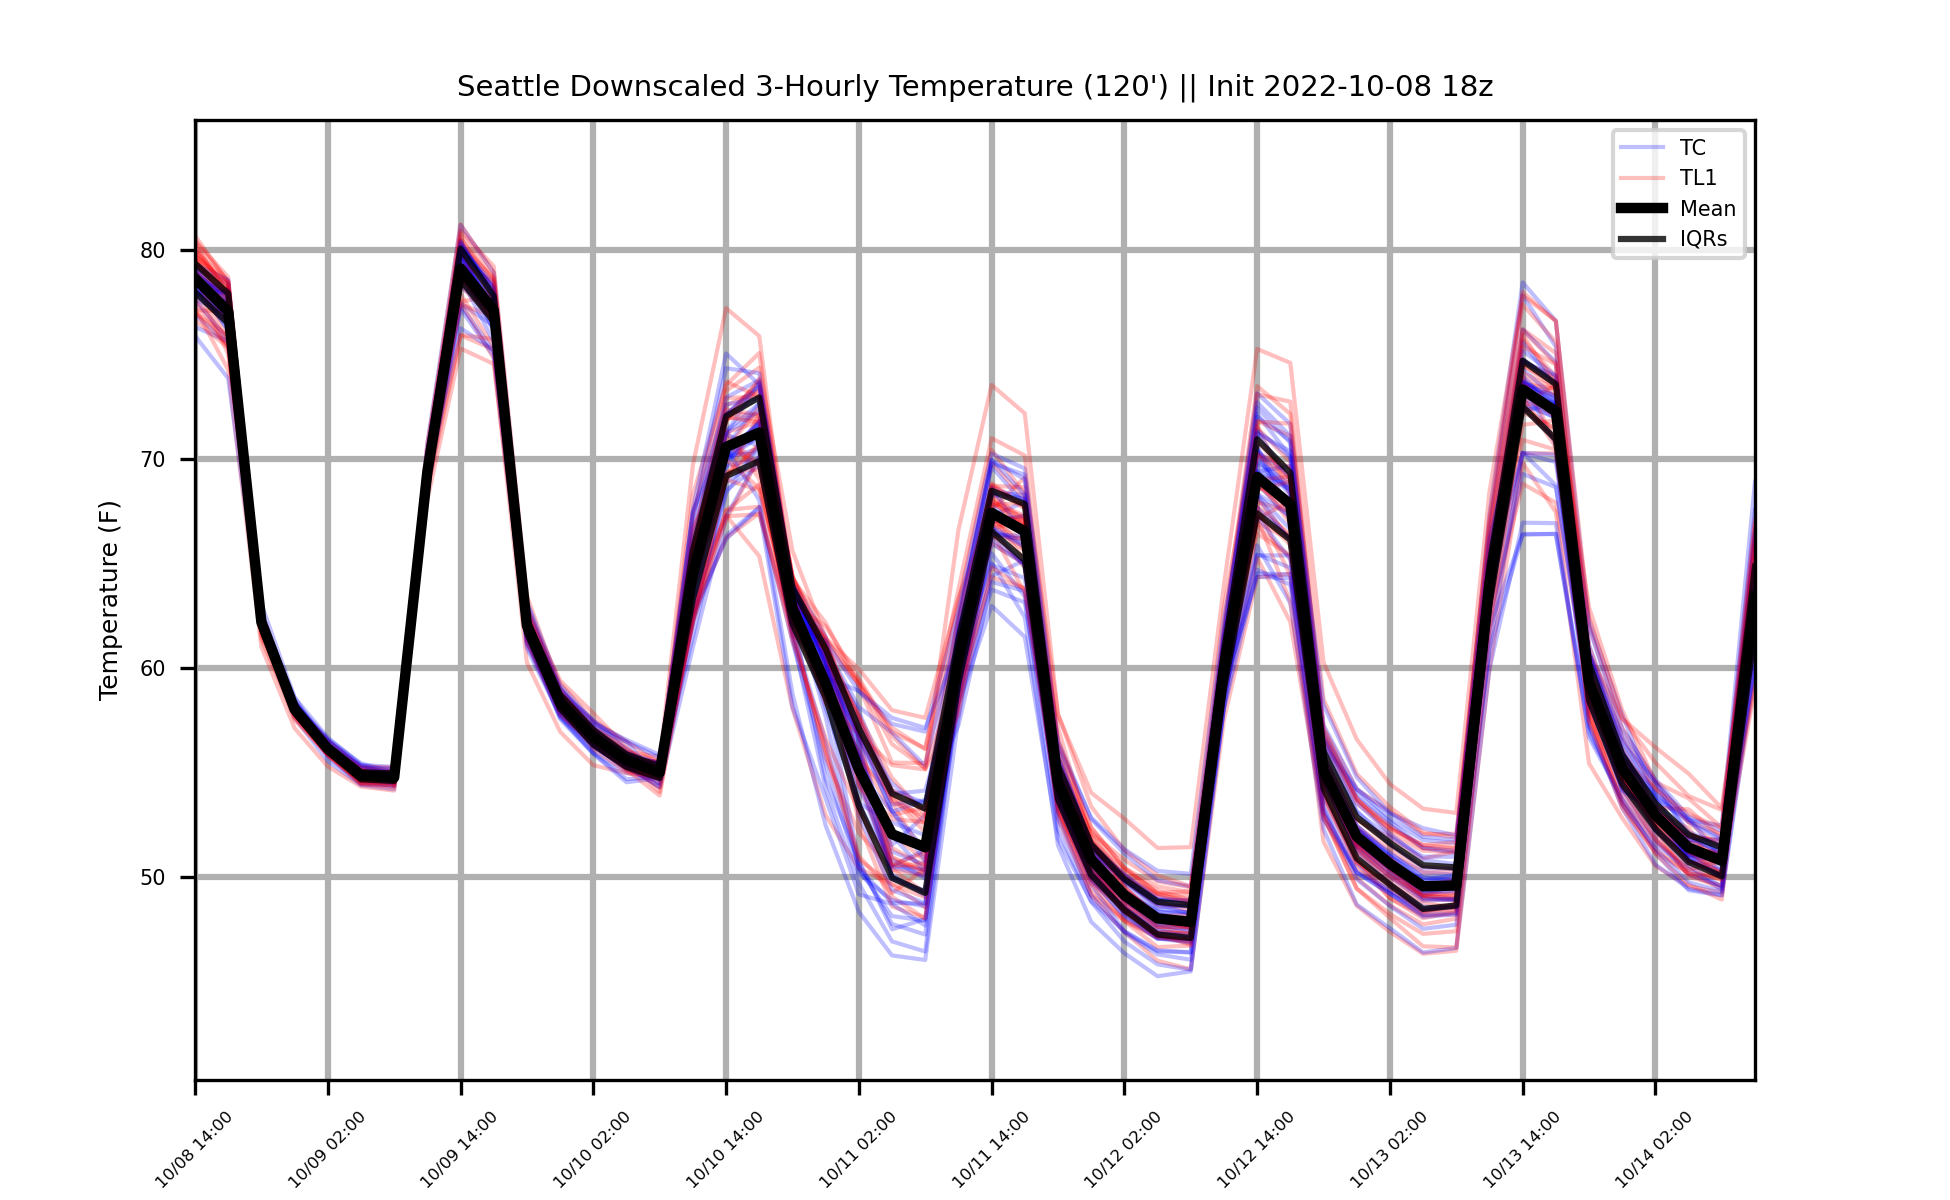 Seattle Downscaled 3-Hourly Temperature (120') || Init 2022-10-08 18z
TC
TL1
Mean
IQRs
Temperature (F)
80
70
60
50
10/08 14:00
10/09 02:00
10/09 14:00
10/10 02:00
10/10 14:00
10/11 02:00
10/11 14:00
10/12 02:00
10/12 14:00
10/13 02:00
10/13 14:00
10/14 02:00